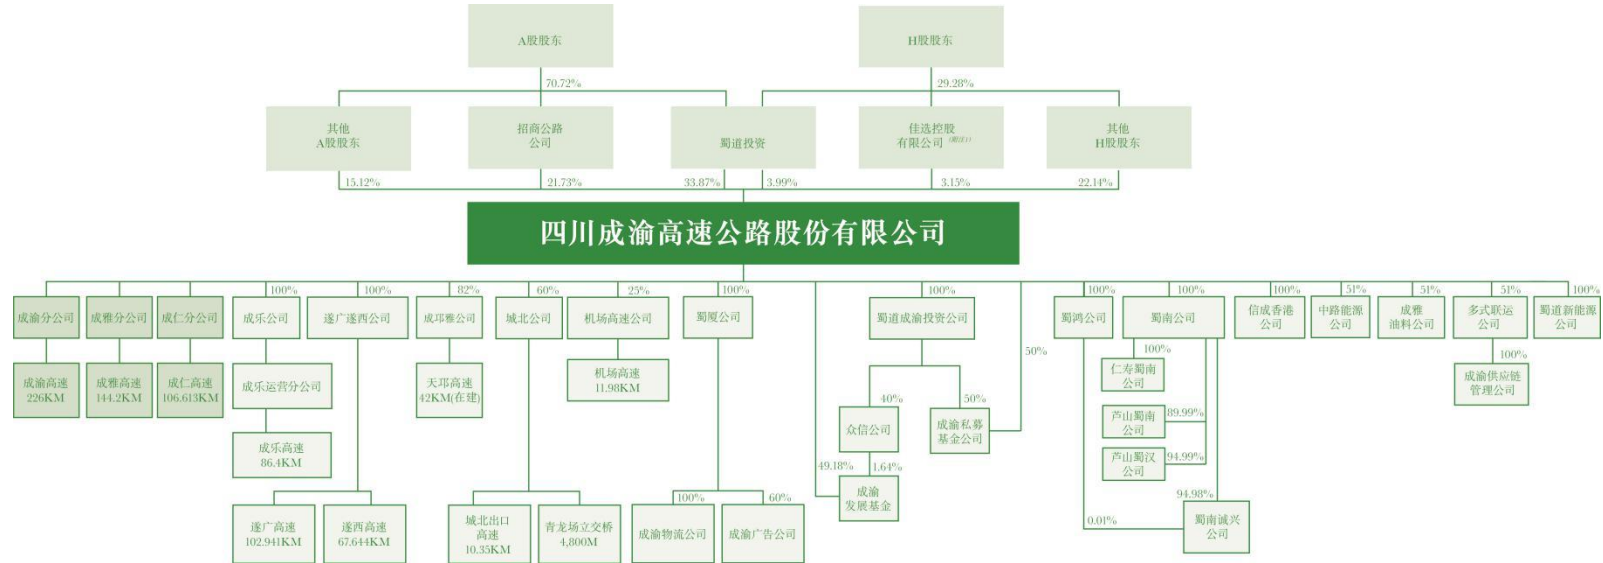 A股股东
H股股东
70.72%
29.28%
其他
A股股东
招商公路
公司
蜀道投资
佳选控股
有限公司（附注1）
其他
H股股东
15.12%
21.73%
33.87%
3.99%
3.15%
22.14%
四川成渝高速公路股份有限公司
100%
100%
82%
60%
25%
100%
100%
100%
100%
100%
51%
51%
51%
100%
成渝分公司
成雅分公司
成仁分公司
成乐公司
遂广遂西公司
成邛雅公司
城北公司
机场高速公司
蜀厦公司
蜀道成渝投资公司
蜀鸿公司
蜀南公司
信成香港
公司
中路能源
公司
成雅
油料公司
多式联运
公司
蜀道新能源
公司
50%
100%
100%
成渝高速
226KM
成雅高速
144.2KM
成仁高速
106.613KM
成乐运营分公司
天邛高速
42KM(在建)
机场高速
11.98KM
仁寿蜀南
公司
成渝供应链
管理公司
40%
50%
众信公司
成渝私募
基金公司
芦山蜀南
公司
89.99%
成乐高速
86.4KM
芦山蜀汉
公司
94.99%
49.18%
1.64%
成渝
发展基金
100%
60%
94.98%
0.01%
遂广高速
102.941KM
遂西高速
67.644KM
城北出口
高速
10.35KM
青龙场立交桥
4,800M
成渝物流公司
成渝广告公司
蜀南诚兴
公司